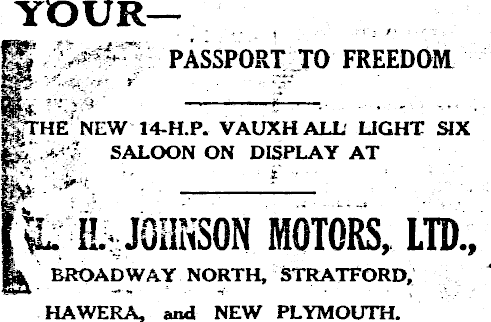 YOUR—
PASSPORT TO FREEDOM
THE NEW 14-H.P. VAUXHALL LIGHT SIX
SALOON ON DISPLAY AT
L. H. JOHNSON MOTORS, LTD.,
BROADWAY NORTH, STRATFORD,
HAWERA, and NEW PLYMOUTH.